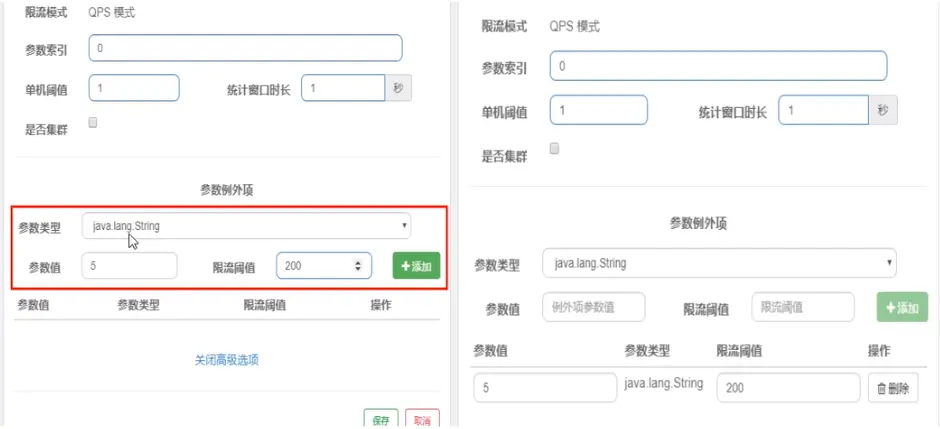 限流模式 QPS 模式
参数索引 0
单机阈值 1 统计窗口时长 1 秒
是否集群
参数例外项
参数类型 java.lang.String
参数值 5 限流阈值 200 +添加
参数值 参数类型 限流阈值 操作
关闭高级选项
保存 取消
限流模式 QPS 模式
参数索引 0
单机阈值 1 统计窗口时长 1 秒
是否集群
参数例外项
参数类型 java.lang.String
参数值 例外项参数值 限流阈值 限流阈值 +添加
参数值 参数类型 限流阈值 操作
5 java.lang.String 200 删除